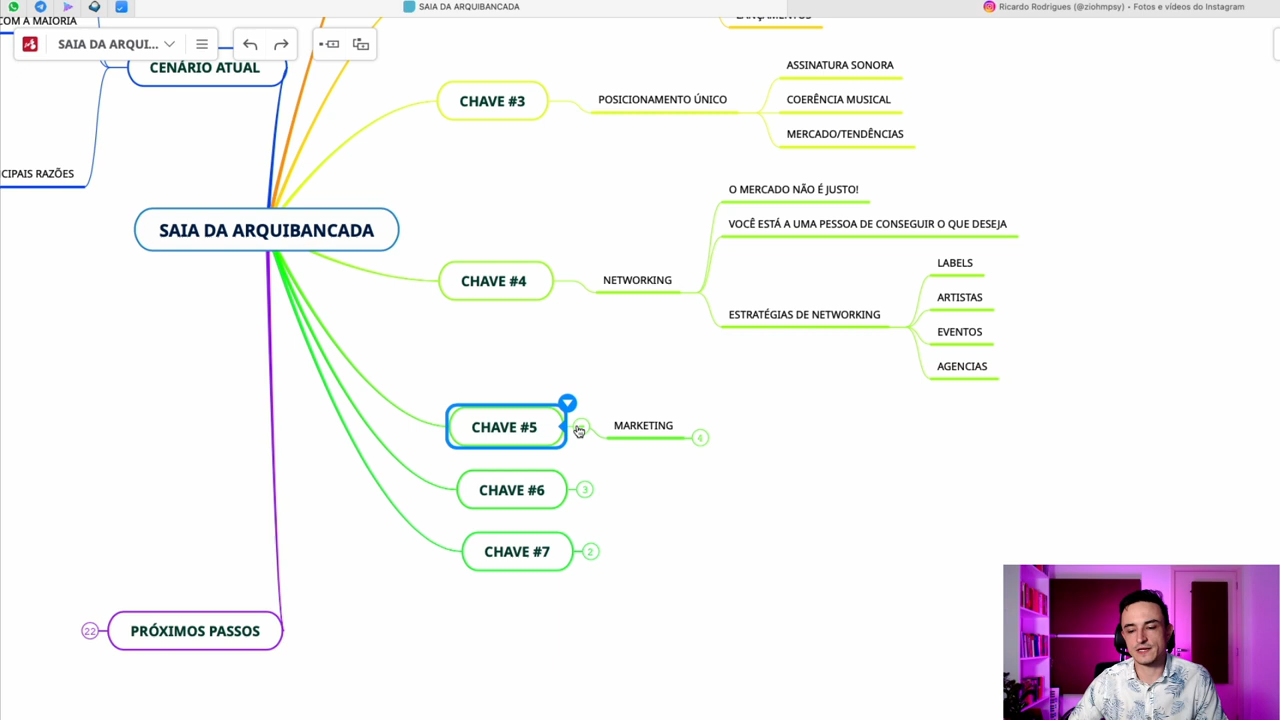 SAIA DA ARQUIBANCADA
Ricardo Rodrigues (@ziohmpsy) • Fotos e vídeos do Instagram
COM A MAIORIA
LANÇAMENTOS
SAIA DA ARQUI...
CENÁRIO ATUAL
CHAVE #3
POSICIONAMENTO ÚNICO
ASSINATURA SONORA
COERÊNCIA MUSICAL
MERCADO/TENDÊNCIAS
CIPAIS RAZÕES
SAIA DA ARQUIBANCADA
O MERCADO NÃO É JUSTO!
VOCÊ ESTÁ A UMA PESSOA DE CONSEGUIR O QUE DESEJA
CHAVE #4
NETWORKING
ESTRATÉGIAS DE NETWORKING
LABELS
ARTISTAS
EVENTOS
AGENCIAS
CHAVE #5
MARKETING
4
CHAVE #6
3
CHAVE #7
2
22
PRÓXIMOS PASSOS